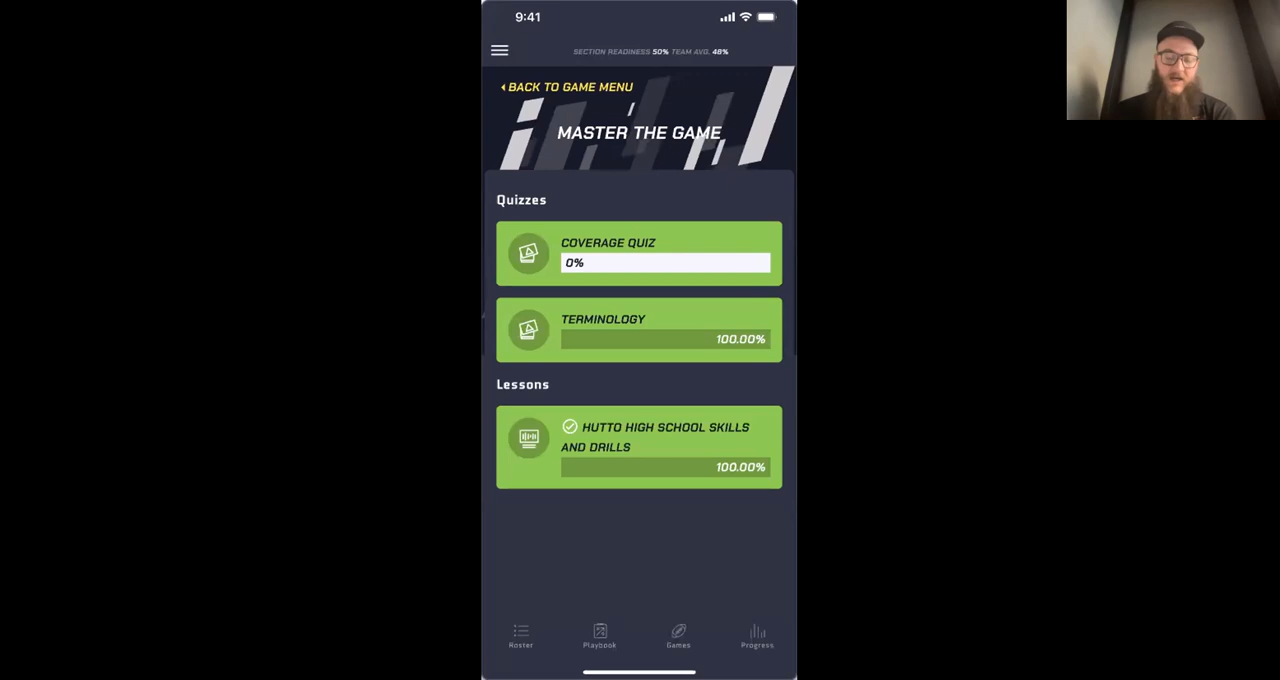 9:41
SECTION READINESS 50% TEAM AVG. 48%
BACK TO GAME MENU
MASTER THE GAME
Quizzes
COVERAGE QUIZ
0%
TERMINOLOGY
100.00%
Lessons
HUTTO HIGH SCHOOL SKILLS
AND DRILLS
100.00%
Roster
Playbook
Games
Progress